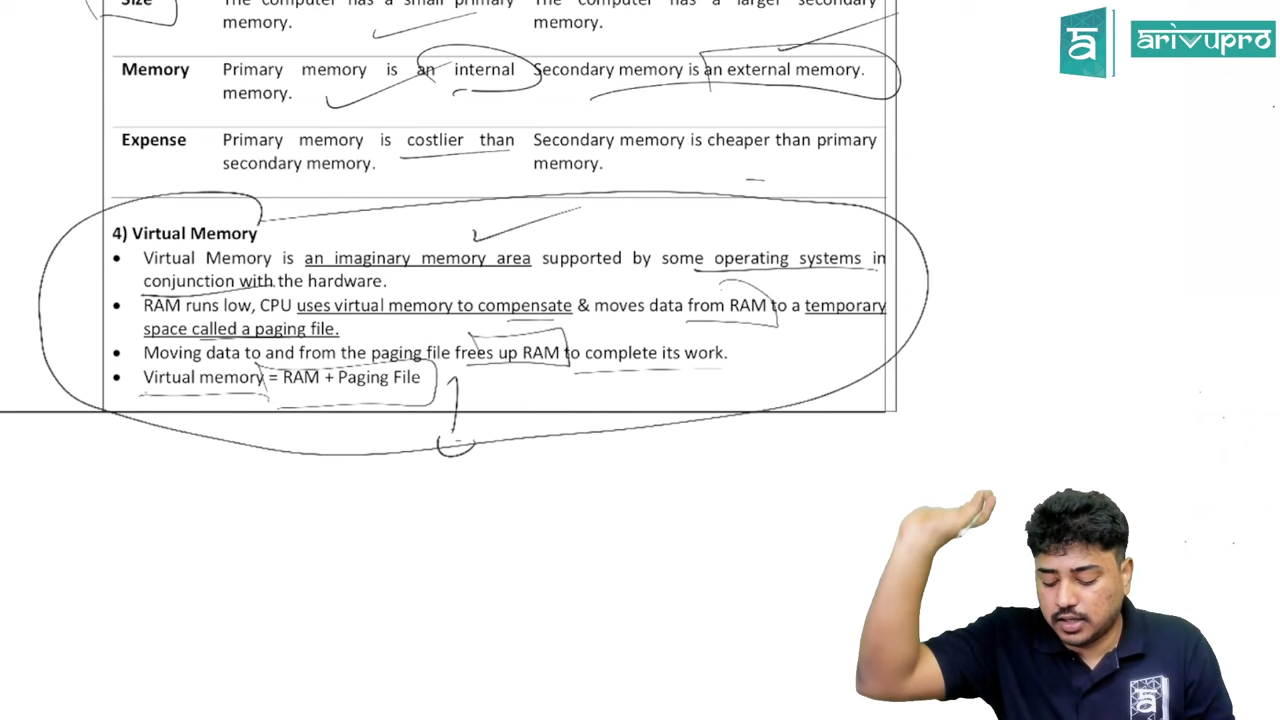 Size The computer has a small primary The computer has a larger secondary
memory. memory.
Memory Primary memory is an internal Secondary memory is an external memory.
memory.
Expense Primary memory is costlier than Secondary memory is cheaper than primary
secondary memory. memory.
4) Virtual Memory
• Virtual Memory is an imaginary memory area supported by some operating systems in
conjunction with the hardware.
• RAM runs low, CPU uses virtual memory to compensate & moves data from RAM to a temporary
space called a paging file.
• Moving data to and from the paging file frees up RAM to complete its work.
• Virtual memory = RAM + Paging File
ā arivupro